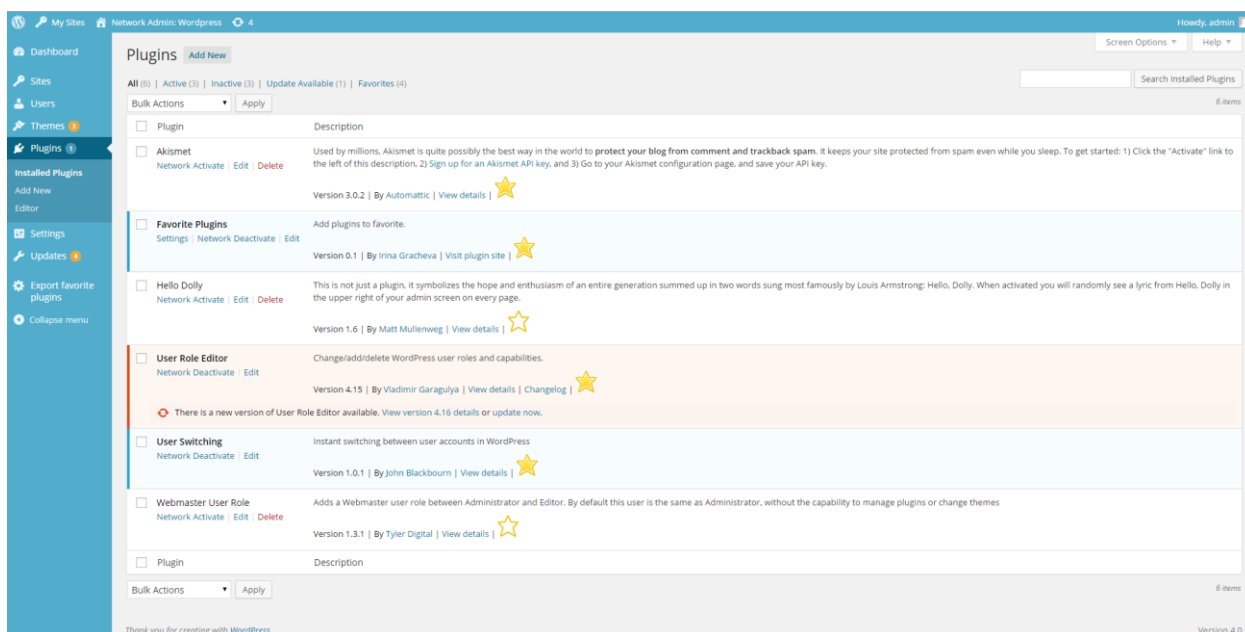 My Sites Network Admin: Wordpress 4 Howdy, admin
Screen Options ▼ Help ▼
Dashboard
Sites
Users
Themes 3
Plugins 1
Installed Plugins
Add New
Editor
Settings
Updates 4
Export favorite
plugins
Collapse menu
Plugins Add New
All (6) | Active (3) | Inactive (3) | Update Available (1) | Favorites (4)
Search Installed Plugins
Bulk Actions ▼ Apply
6 items
Plugin Description
Akismet
Network Activate | Edit | Delete
Used by millions, Akismet is quite possibly the best way in the world to protect your blog from comment and trackback spam. It keeps your site protected from spam even while you sleep. To get started: 1) Click the "Activate" link to
the left of this description, 2) Sign up for an Akismet API key, and 3) Go to your Akismet configuration page, and save your API key.
Version 3.0.2 | By Automattic | View details |
Favorite Plugins
Settings | Network Deactivate | Edit
Add plugins to favorite.
Version 0.1 | By Irina Gracheva | Visit plugin site |
Hello Dolly
Network Activate | Edit | Delete
This is not just a plugin, it symbolizes the hope and enthusiasm of an entire generation summed up in two words sung most famously by Louis Armstrong: Hello, Dolly. When activated you will randomly see a lyric from Hello, Dolly in
the upper right of your admin screen on every page.
Version 1.6 | By Matt Mullenweg | View details |
User Role Editor
Network Deactivate | Edit
Change/add/delete WordPress user roles and capabilities.
Version 4.15 | By Vladimir Garagulya | View details | Changelog |
There is a new version of User Role Editor available. View version 4.16 details or update now.
User Switching
Network Deactivate | Edit
Instant switching between user accounts in WordPress
Version 1.0.1 | By John Blackbourn | View details |
Webmaster User Role
Network Activate | Edit | Delete
Adds a Webmaster user role between Administrator and Editor. By default this user is the same as Administrator, without the capability to manage plugins or change themes
Version 1.3.1 | By Tyler Digital | View details |
Plugin Description
Bulk Actions ▼ Apply
6 items
Thank you for creating with WordPress.
Version 4.0